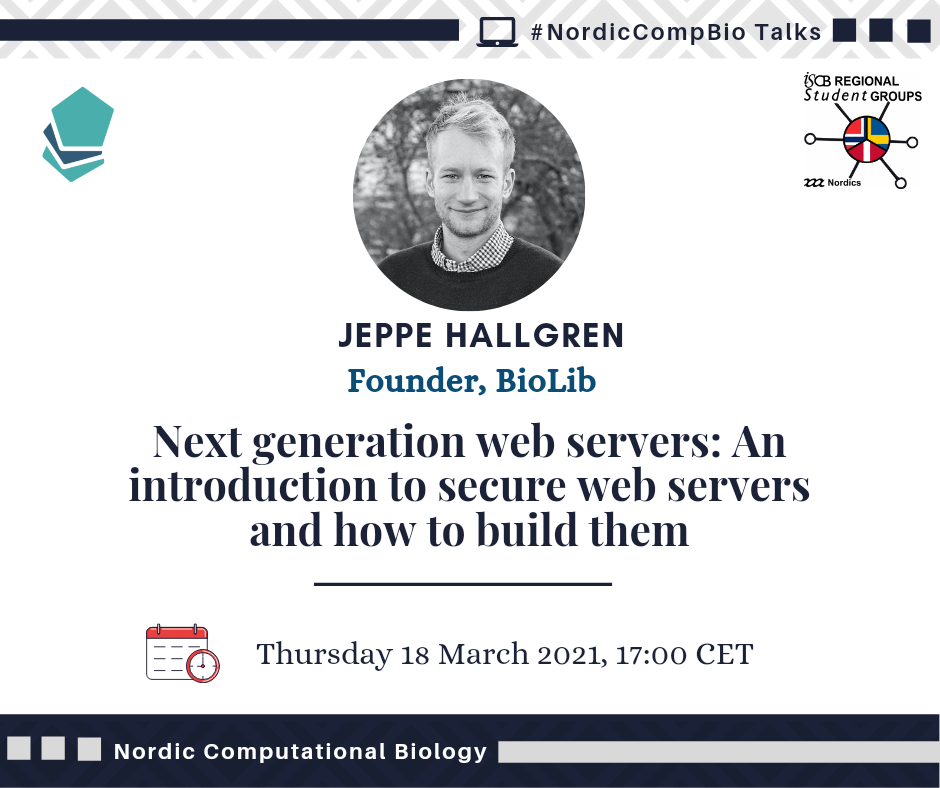 #NordicCompBio Talks
iSCB REGIONAL
Student GROUPS
Nordics
JEPPE HALLGREN
Founder, BioLib
Next generation web servers: An
introduction to secure web servers
and how to build them
Thursday 18 March 2021, 17:00 CET
Nordic Computational Biology